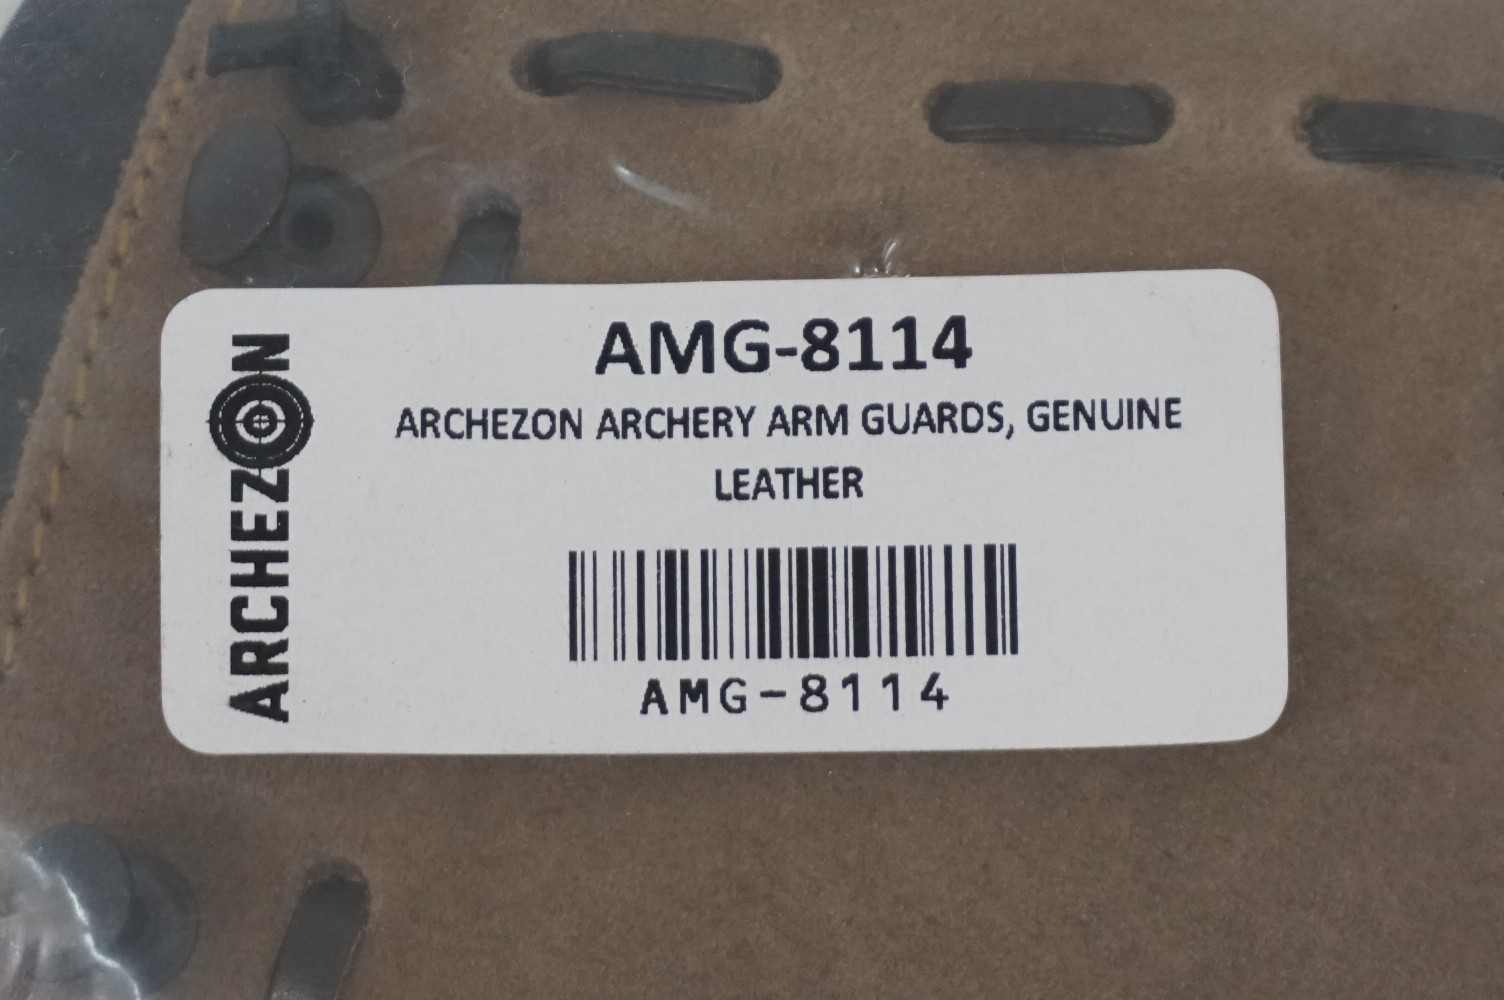 ARCHEZON
AMG-8114
ARCHEZON ARCHERY ARM GUARDS, GENUINE
LEATHER
AMG-8114